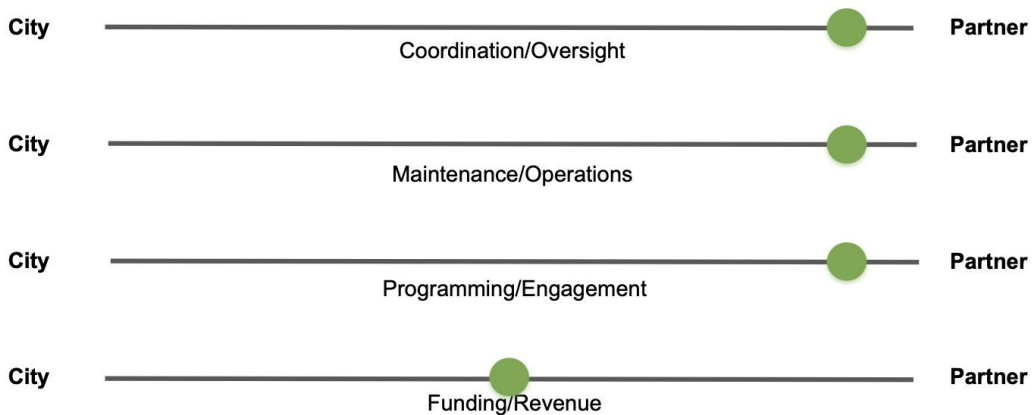 City Partner
Coordination/Oversight
City Partner
Maintenance/Operations
City Partner
Programming/Engagement
City Partner
Funding/Revenue